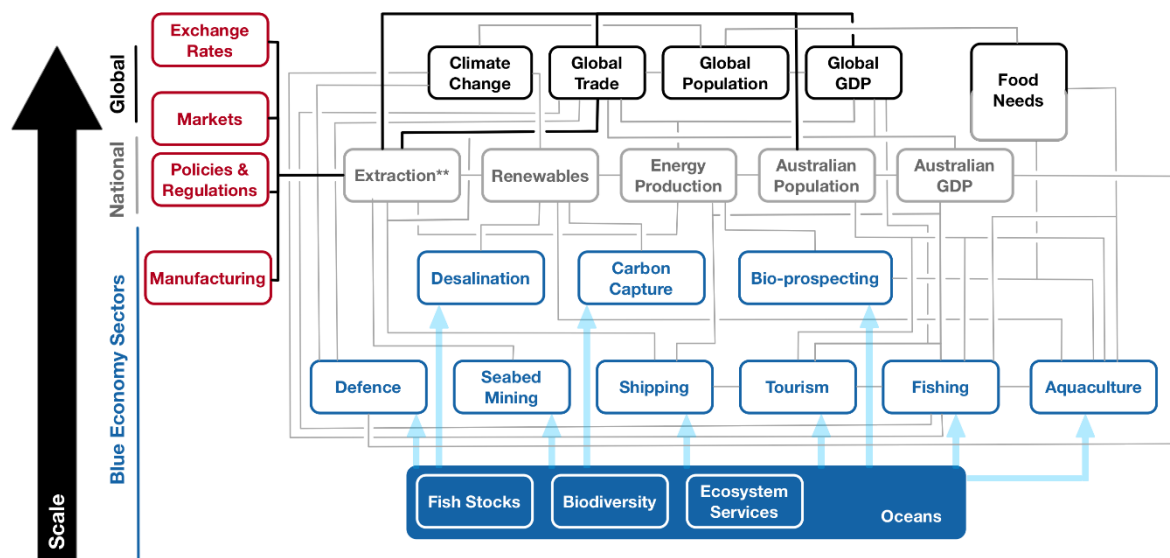 Exchange
Rates
Markets
Policies &
Regulations
Manufacturing
Scale
Global
National
Blue Economy Sectors
Climate
Change
Global
Trade
Global
Population
Global
GDP
Food
Needs
Extraction**
Renewables
Energy
Production
Australian
Population
Australian
GDP
Desalination
Carbon
Capture
Bio-prospecting
Defence
Seabed
Mining
Shipping
Tourism
Fishing
Aquaculture
Fish Stocks
Biodiversity
Ecosystem
Services
Oceans